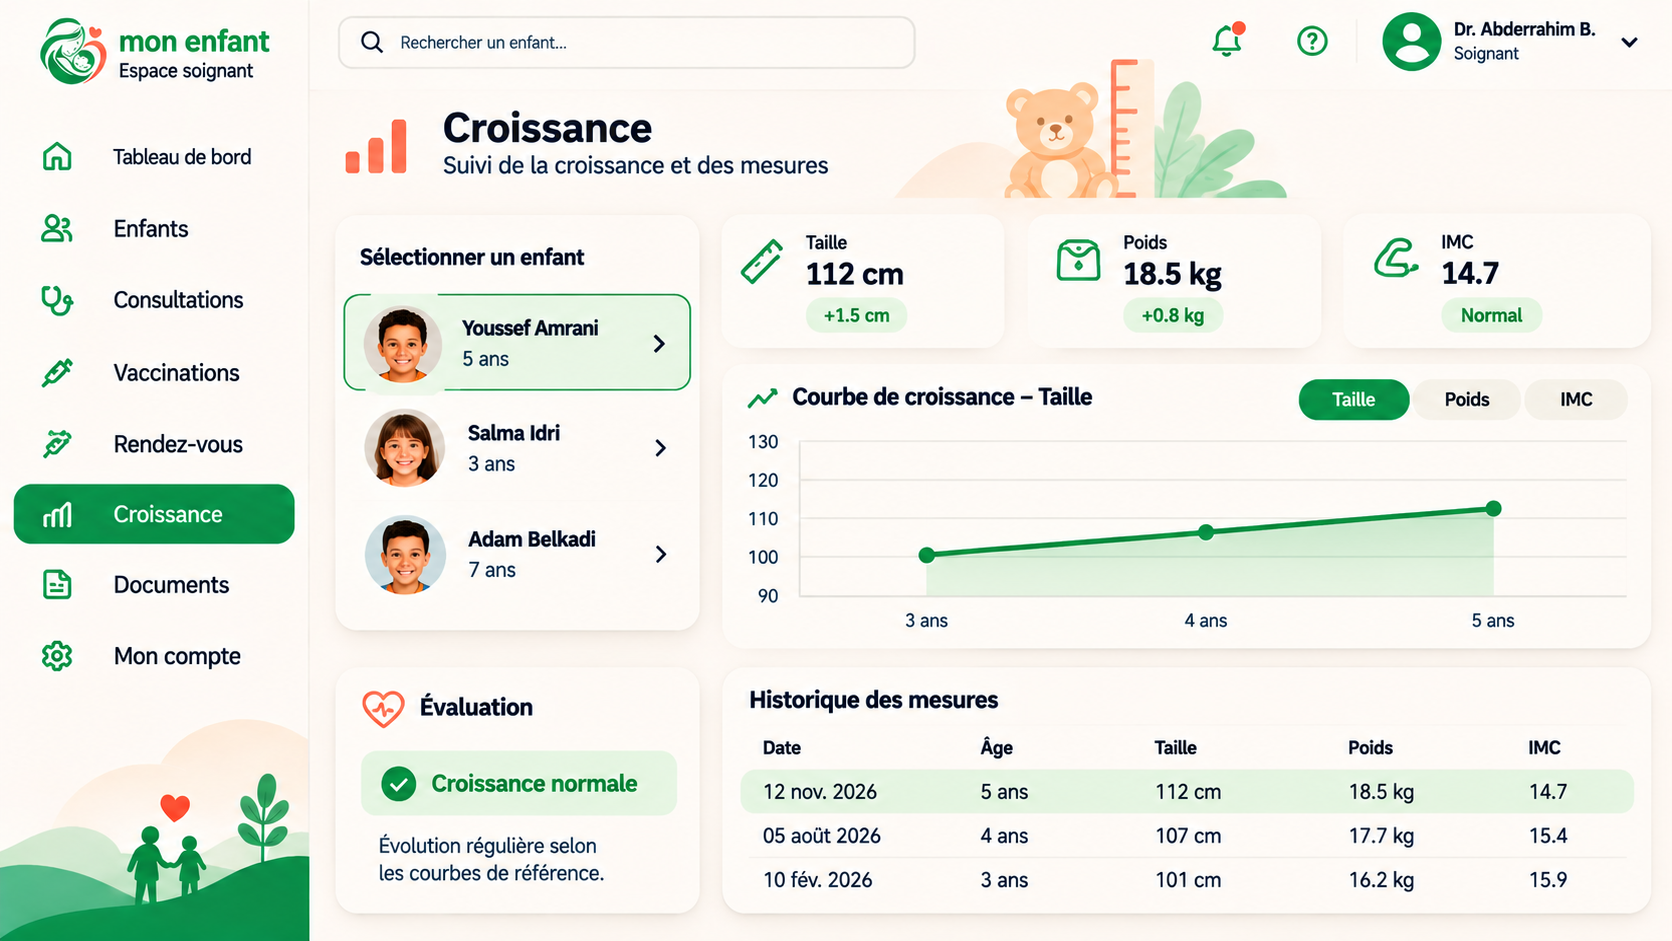 mon enfant
Espace soignant
Rechercher un enfant...
Dr. Abderrahim B.
Soignant
Tableau de bord
Enfants
Consultations
Vaccinations
Rendez-vous
Croissance
Documents
Mon compte
Croissance
Suivi de la croissance et des mesures
Sélectionner un enfant
Youssef Amrani
5 ans
Salma Idri
3 ans
Adam Belkadi
7 ans
Taille
112 cm
+1.5 cm
Poids
18.5 kg
+0.8 kg
IMC
14.7
Normal
Courbe de croissance – Taille
Taille Poids IMC
130
120
110
100
90
3 ans 4 ans 5 ans
Évaluation
Croissance normale
Évolution régulière selon
les courbes de référence.
Historique des mesures
Date Âge Taille Poids IMC
12 nov. 2026 5 ans 112 cm 18.5 kg 14.7
05 août 2026 4 ans 107 cm 17.7 kg 15.4
10 fév. 2026 3 ans 101 cm 16.2 kg 15.9